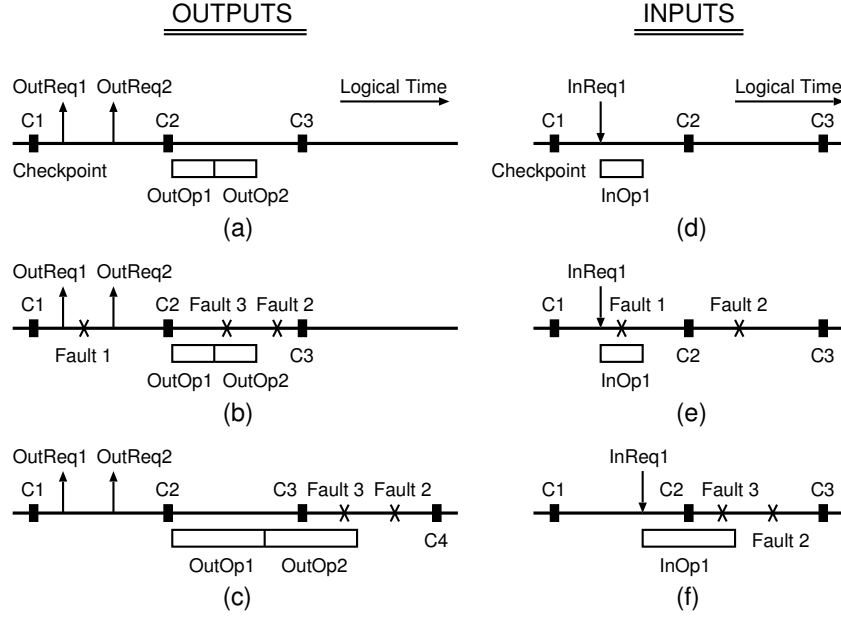 OUTPUTS
INPUTS
OutReq1 OutReq2 Logical Time
C1 C2 C3
Checkpoint
OutOp1 OutOp2
(a)
InReq1 Logical Time
C1 C2 C3
Checkpoint
InOp1
(d)
OutReq1 OutReq2
C1 C2 Fault 3 Fault 2
Fault 1 C3
OutOp1 OutOp2
(b)
InReq1
C1 Fault 1 Fault 2
C2 C3
InOp1
(e)
OutReq1 OutReq2
C1 C2 C3 Fault 3 Fault 2
C4
OutOp1 OutOp2
(c)
InReq1
C1 C2 Fault 3 C3
Fault 2
InOp1
(f)